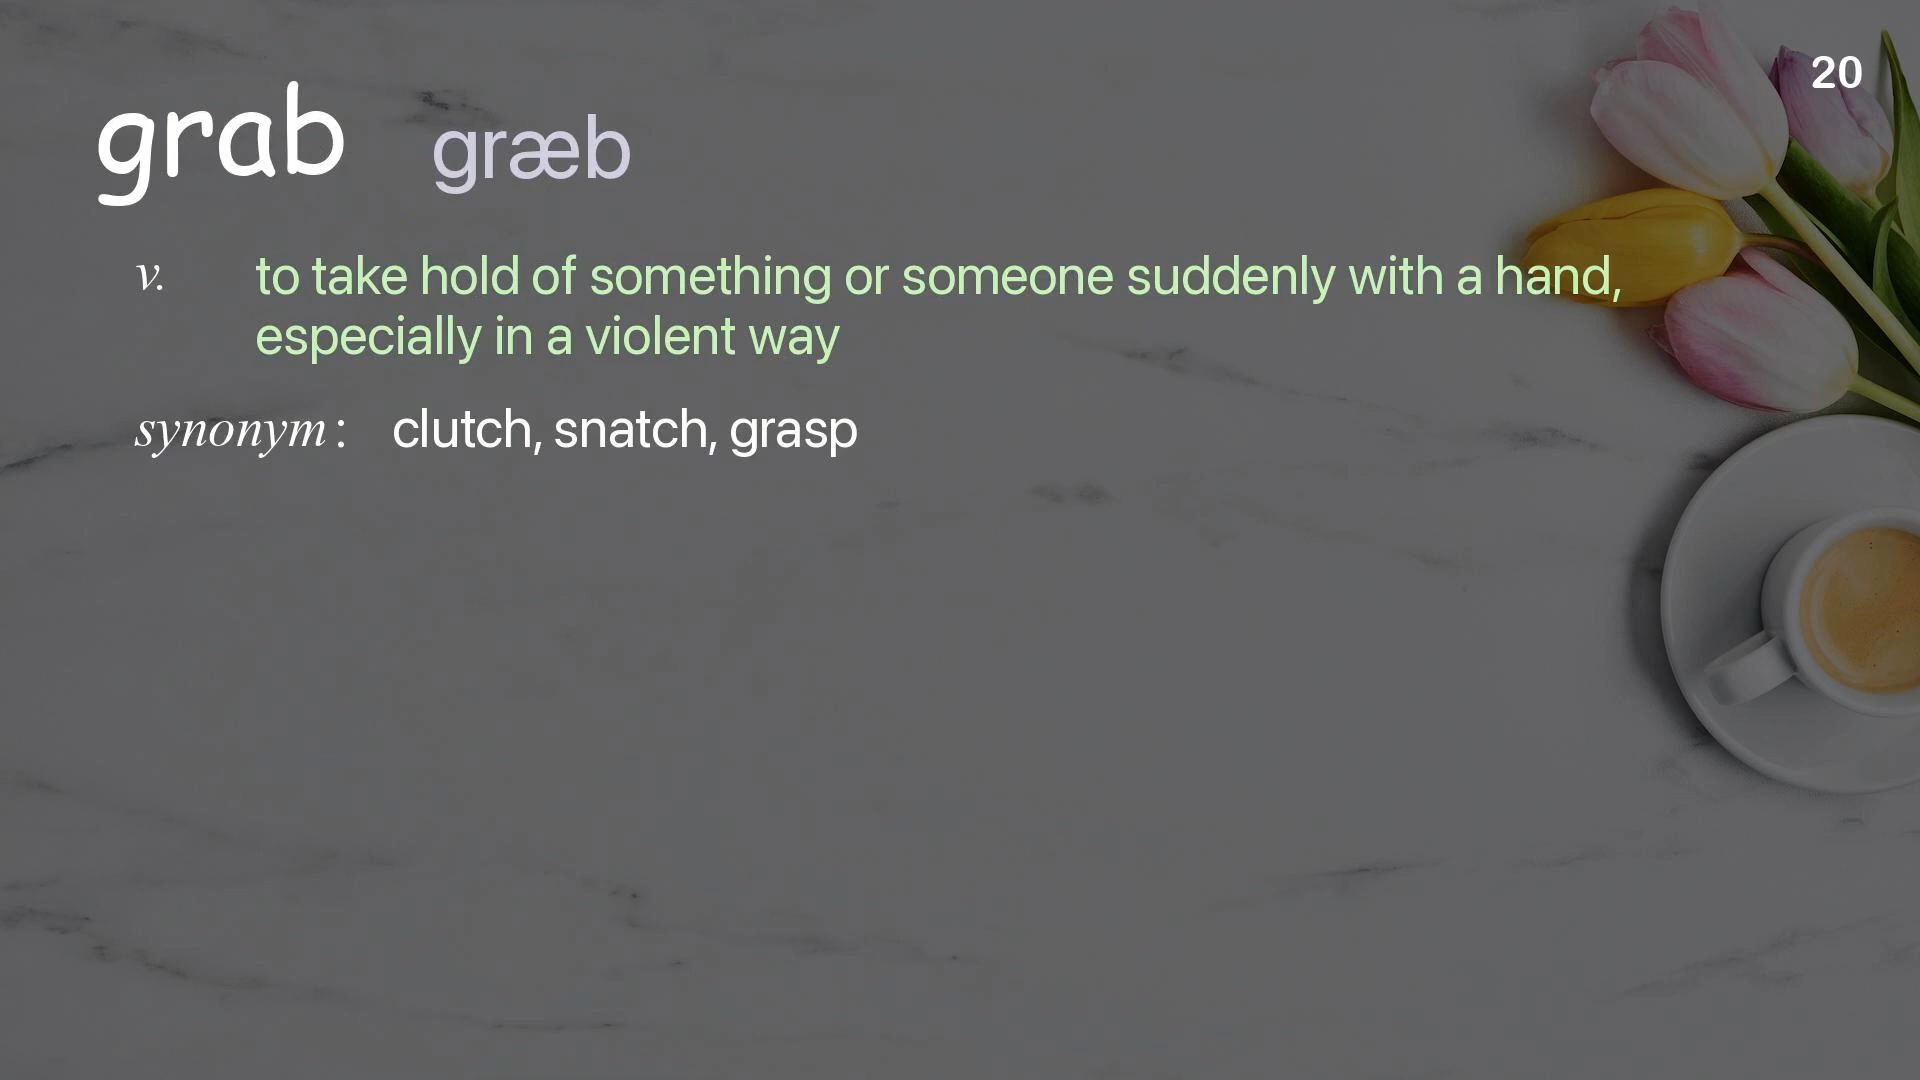 20
grab græb
v. to take hold of something or someone suddenly with a hand,
especially in a violent way
synonym : clutch, snatch, grasp